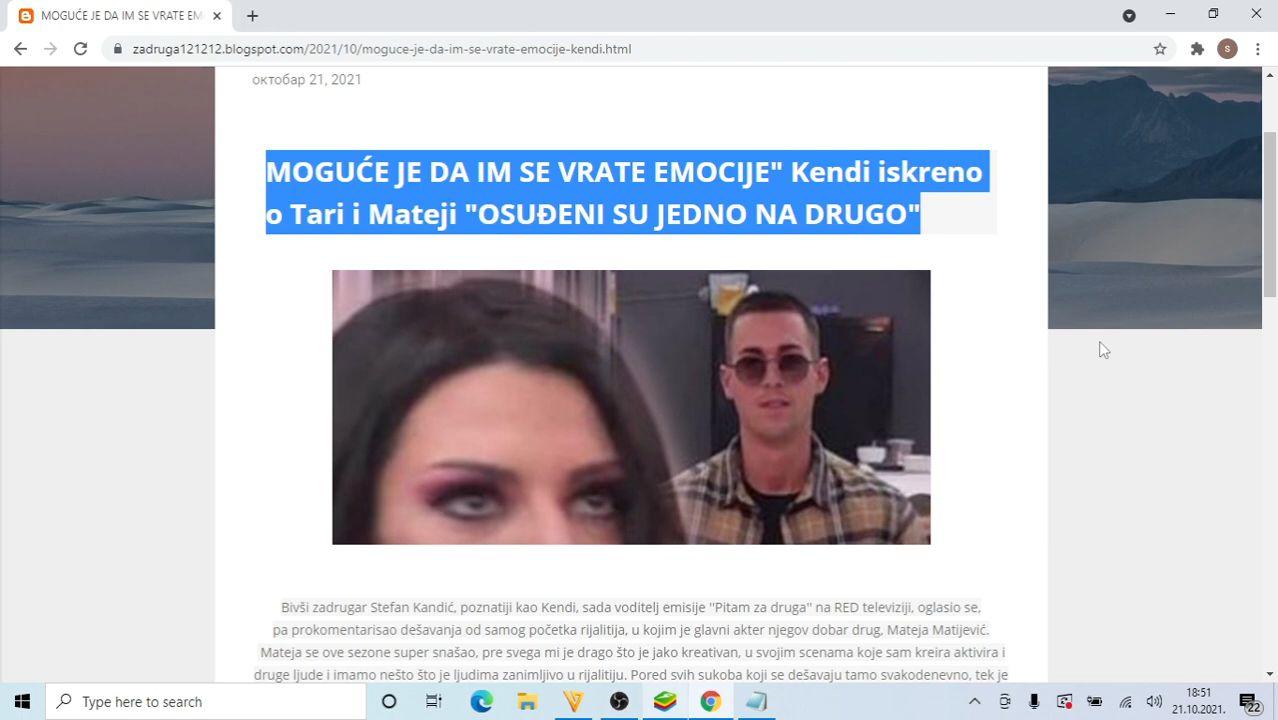 MOGUĆE JE DA IM SE VRATE EM
zadruga121212.blogspot.com/2021/10/moguce-je-da-im-se-vrate-emocije-kendi.html
S
октобар 21, 2021
MOGUĆE JE DA IM SE VRATE EMOCIJE" Kendi iskreno
o Tari i Mateji "OSUĐENI SU JEDNO NA DRUGO"
Bivši zadrugar Stefan Kandić, poznatiji kao Kendi, sada voditelj emisije "Pitam za druga" na RED televiziji, oglasio se,
pa prokomentarisao dešavanja od samog početka rijalitija, u kojim je glavni akter njegov dobar drug, Mateja Matijević.
Mateja se ove sezone super snašao, pre svega mi je drago što je jako kreativan, u svojim scenama koje sam kreira aktivira i
druge ljude i imamo nešto što je ljudima zanimljivo u rijalitiju. Pored svih sukoba koji se dešavaju tamo svakodenevno, tek je
Type here to search
18:51
21.10.2021.
22